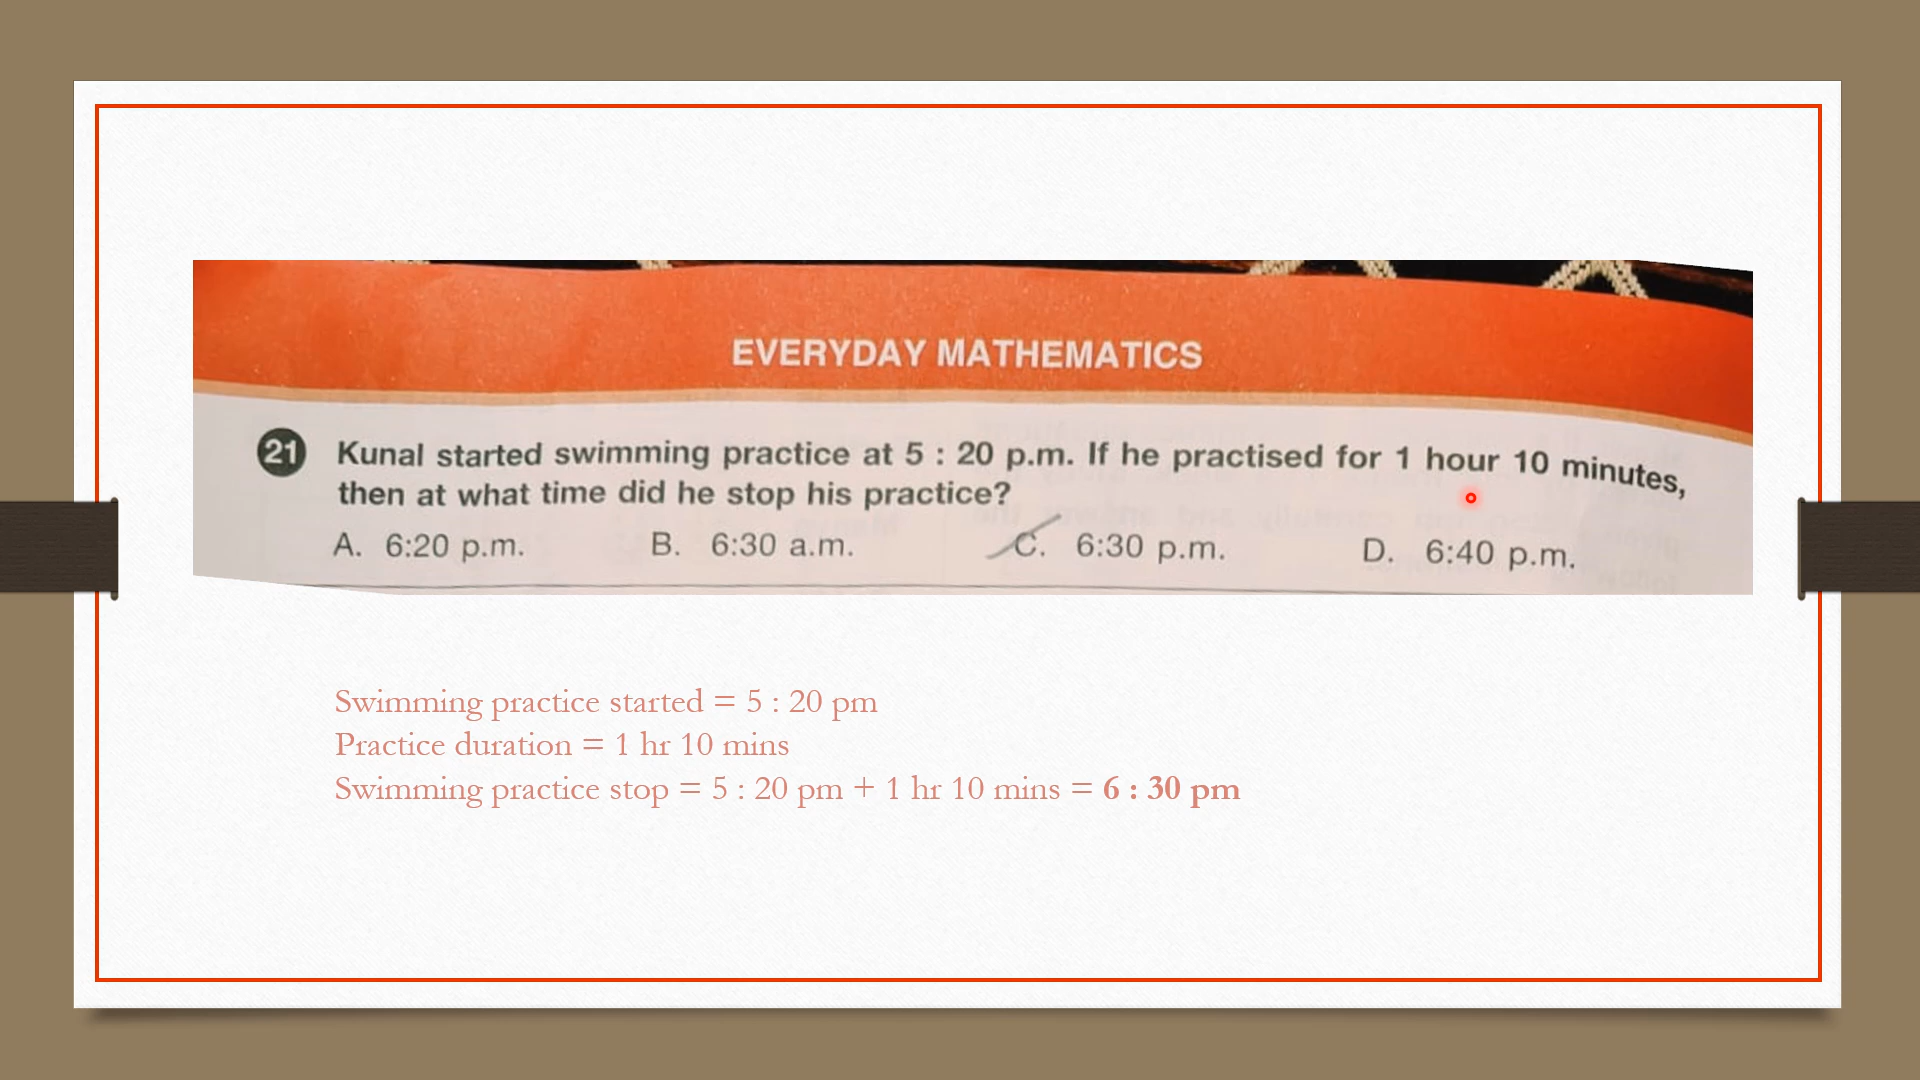 EVERYDAY MATHEMATICS
21 Kunal started swimming practice at 5 : 20 p.m. If he practised for 1 hour 10 minutes,
then at what time did he stop his practice?
A. 6:20 p.m. B. 6:30 a.m. C. 6:30 p.m. D. 6:40 p.m.
Swimming practice started = 5 : 20 pm
Practice duration = 1 hr 10 mins
Swimming practice stop = 5 : 20 pm + 1 hr 10 mins = 6 : 30 pm